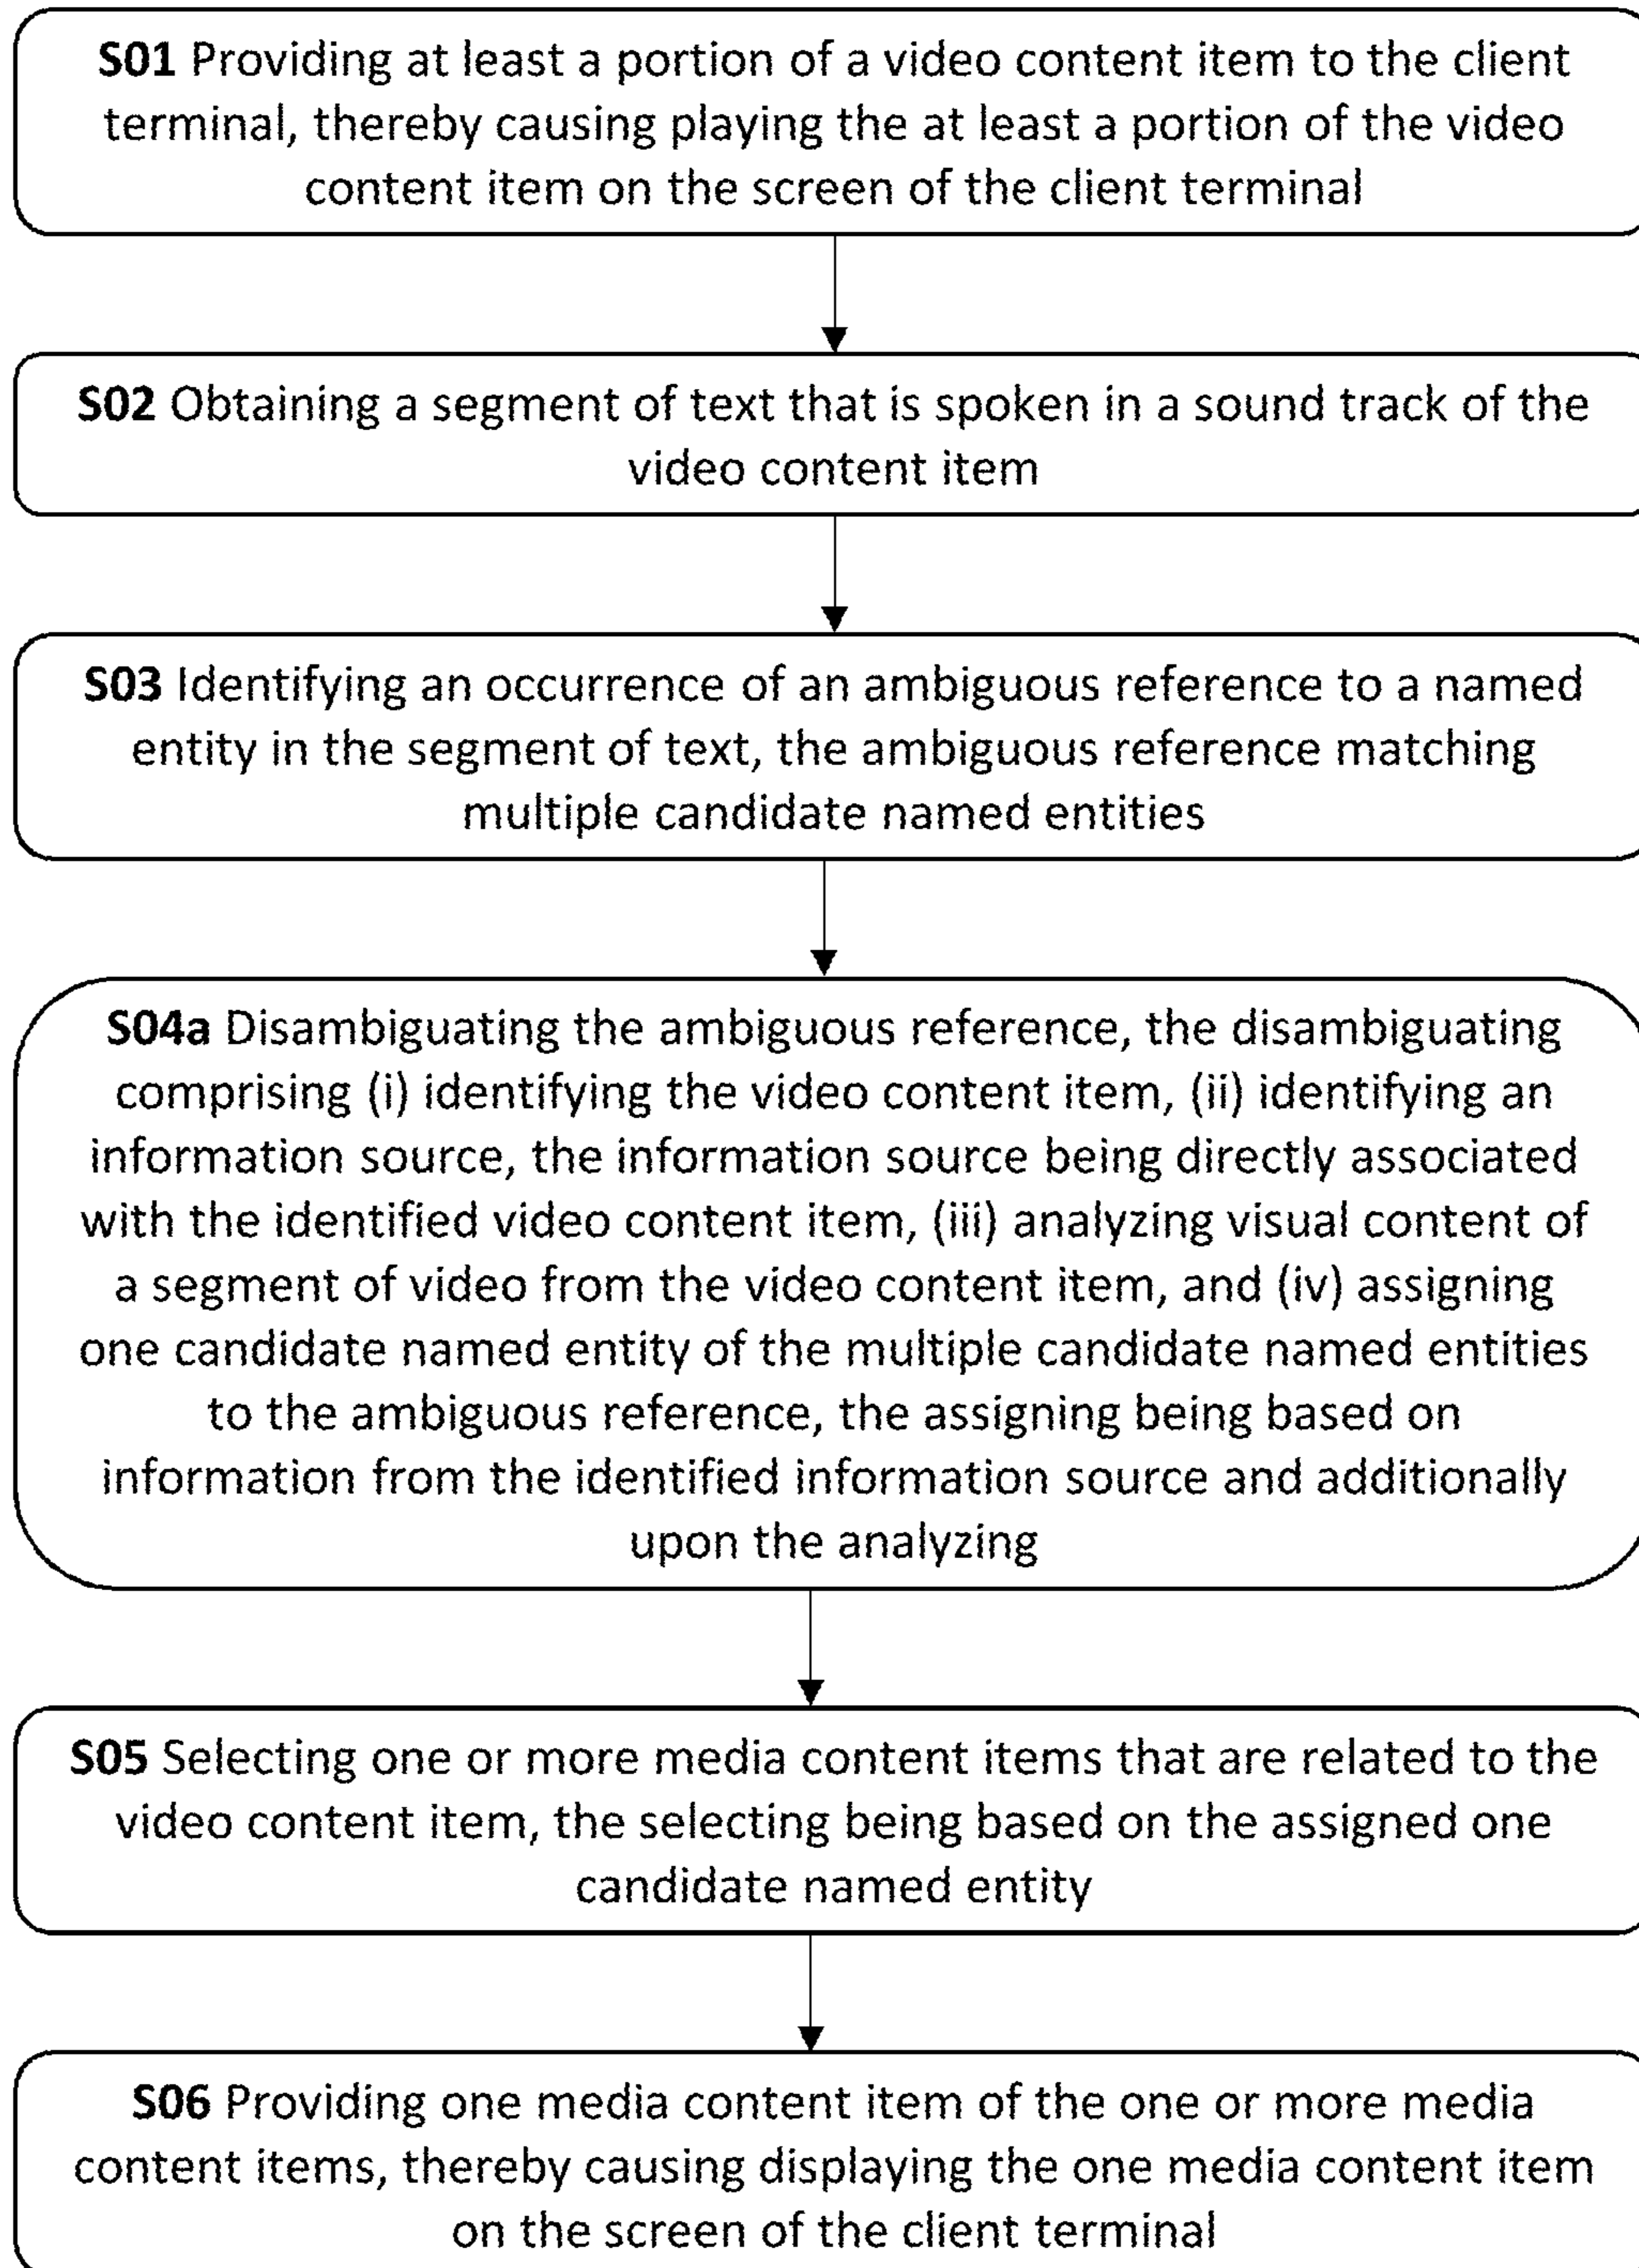 S01 Providing at least a portion of a video content item to the client
terminal, thereby causing playing the at least a portion of the video
content item on the screen of the client terminal
S02 Obtaining a segment of text that is spoken in a sound track of the
video content item
S03 Identifying an occurrence of an ambiguous reference to a named
entity in the segment of text, the ambiguous reference matching
multiple candidate named entities
S04a Disambiguating the ambiguous reference, the disambiguating
comprising (i) identifying the video content item, (ii) identifying an
information source, the information source being directly associated
with the identified video content item, (iii) analyzing visual content of
a segment of video from the video content item, and (iv) assigning
one candidate named entity of the multiple candidate named entities
to the ambiguous reference, the assigning being based on
information from the identified information source and additionally
upon the analyzing
S05 Selecting one or more media content items that are related to the
video content item, the selecting being based on the assigned one
candidate named entity
S06 Providing one media content item of the one or more media
content items, thereby causing displaying the one media content item
on the screen of the client terminal